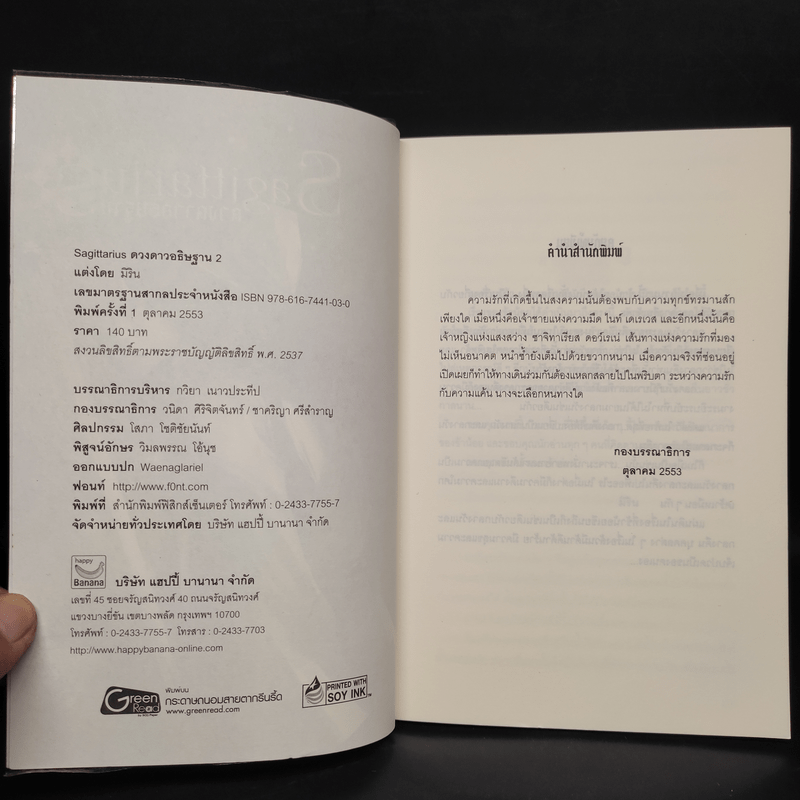 Sagittarius ดวงดาวอธิษฐาน 2
แต่งโดย มิริน
เลขมาตรฐานสากลประจำหนังสือ ISBN 978-616-7441-03-0
พิมพ์ครั้งที่ 1 ตุลาคม 2553
ราคา 140 บาท
สงวนลิขสิทธิ์ตามพระราชบัญญัติลิขสิทธิ์ พ.ศ. 2537
บรรณาธิการบริหาร กวิยา เนาวประทีป
กองบรรณาธิการ วนิดา ศิริจิตจันทร์ / ชาคริญา ศรีสำราญ
ศิลปกรรม โสภา โชติชัยนันท์
พิสูจน์อักษร วิมลพรรณ โอ้นุช
ออกแบบปก Waenaglariel
ฟอนท์ http://www.f0nt.com
พิมพ์ที่ สำนักพิมพ์ฟิสิกส์เซ็นเตอร์ โทรศัพท์ : 0-2433-7755-7
จัดจำหน่ายทั่วประเทศโดย บริษัท แฮปปี้ บานานา จำกัด
happy
Banana
บริษัท แฮปปี้ บานานา จำกัด
เลขที่ 45 ซอยจรัญสนิทวงศ์ 40 ถนนจรัญสนิทวงศ์
แขวงบางยี่ขัน เขตบางพลัด กรุงเทพฯ 10700
โทรศัพท์ : 0-2433-7755-7 โทรสาร : 0-2433-7703
http://www.happybanana-online.com
Green
Read
พิมพ์บน
กระดาษถนอมสายตากรีนรี้ด
www.greenread.com
PRINTED WITH
SOY INK
คำนำสำนักพิมพ์
ความรักที่เกิดขึ้นในสงครามนั้นต้องพบกับความทุกข์ทรมานสัก
เพียงใด เมื่อหนึ่งคือเจ้าชายแห่งความมืด ไนท์ เดเรเวส และอีกหนึ่งนั้นคือ
เจ้าหญิงแห่งแสงสว่าง ซาจิทาเรียส ดอว์เรเน่ เส้นทางแห่งความรักที่มอง
ไม่เห็นอนาคต หนำซ้ำยังเต็มไปด้วยขวากหนาม เมื่อความจริงที่ซ่อนอยู่
เปิดเผยก็ทำให้ทางเดินร่วมกันต้องแหลกสลายไปในพริบตา ระหว่างความรัก
กับความแค้น นางจะเลือกหนทางใด
กองบรรณาธิการ
ตุลาคม 2553